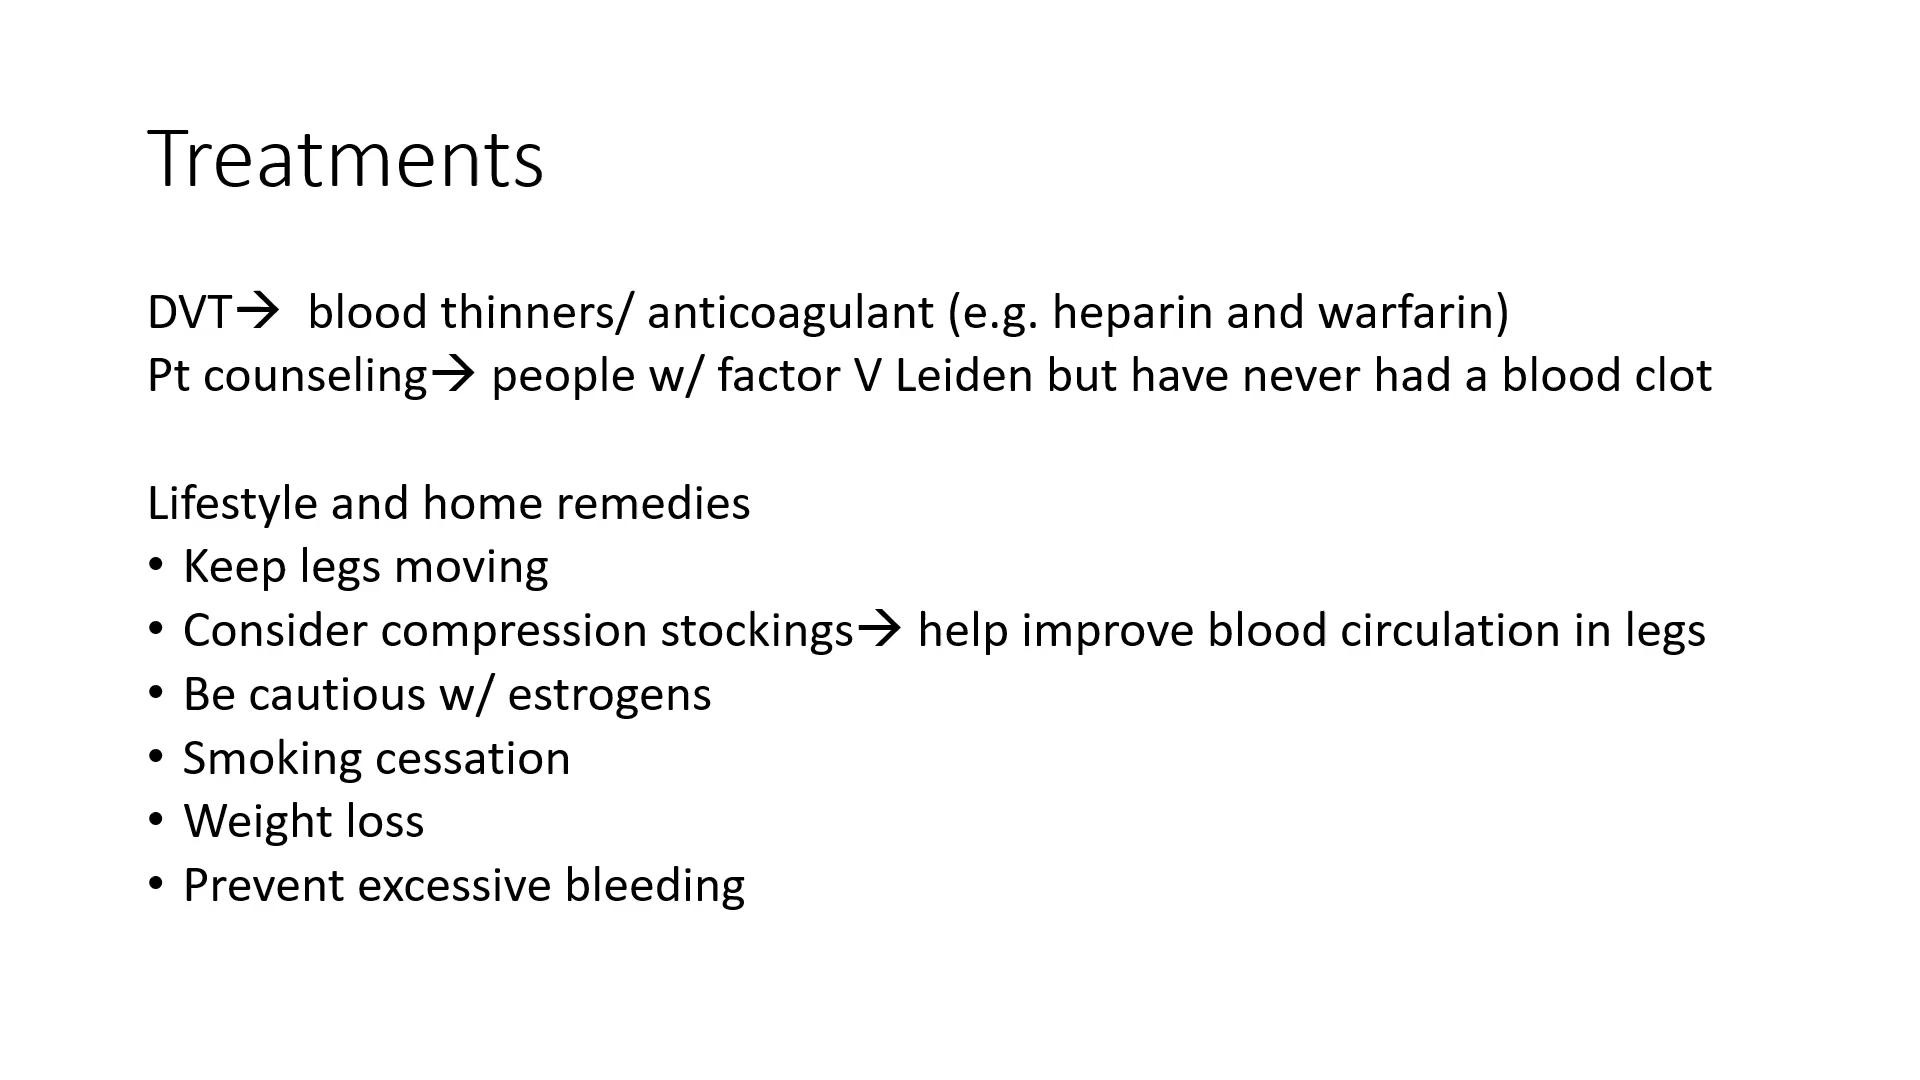 Treatments
DVT→ blood thinners/ anticoagulant (e.g. heparin and warfarin)
Pt counseling→ people w/ factor V Leiden but have never had a blood clot
Lifestyle and home remedies
• Keep legs moving
• Consider compression stockings→ help improve blood circulation in legs
• Be cautious w/ estrogens
• Smoking cessation
• Weight loss
• Prevent excessive bleeding